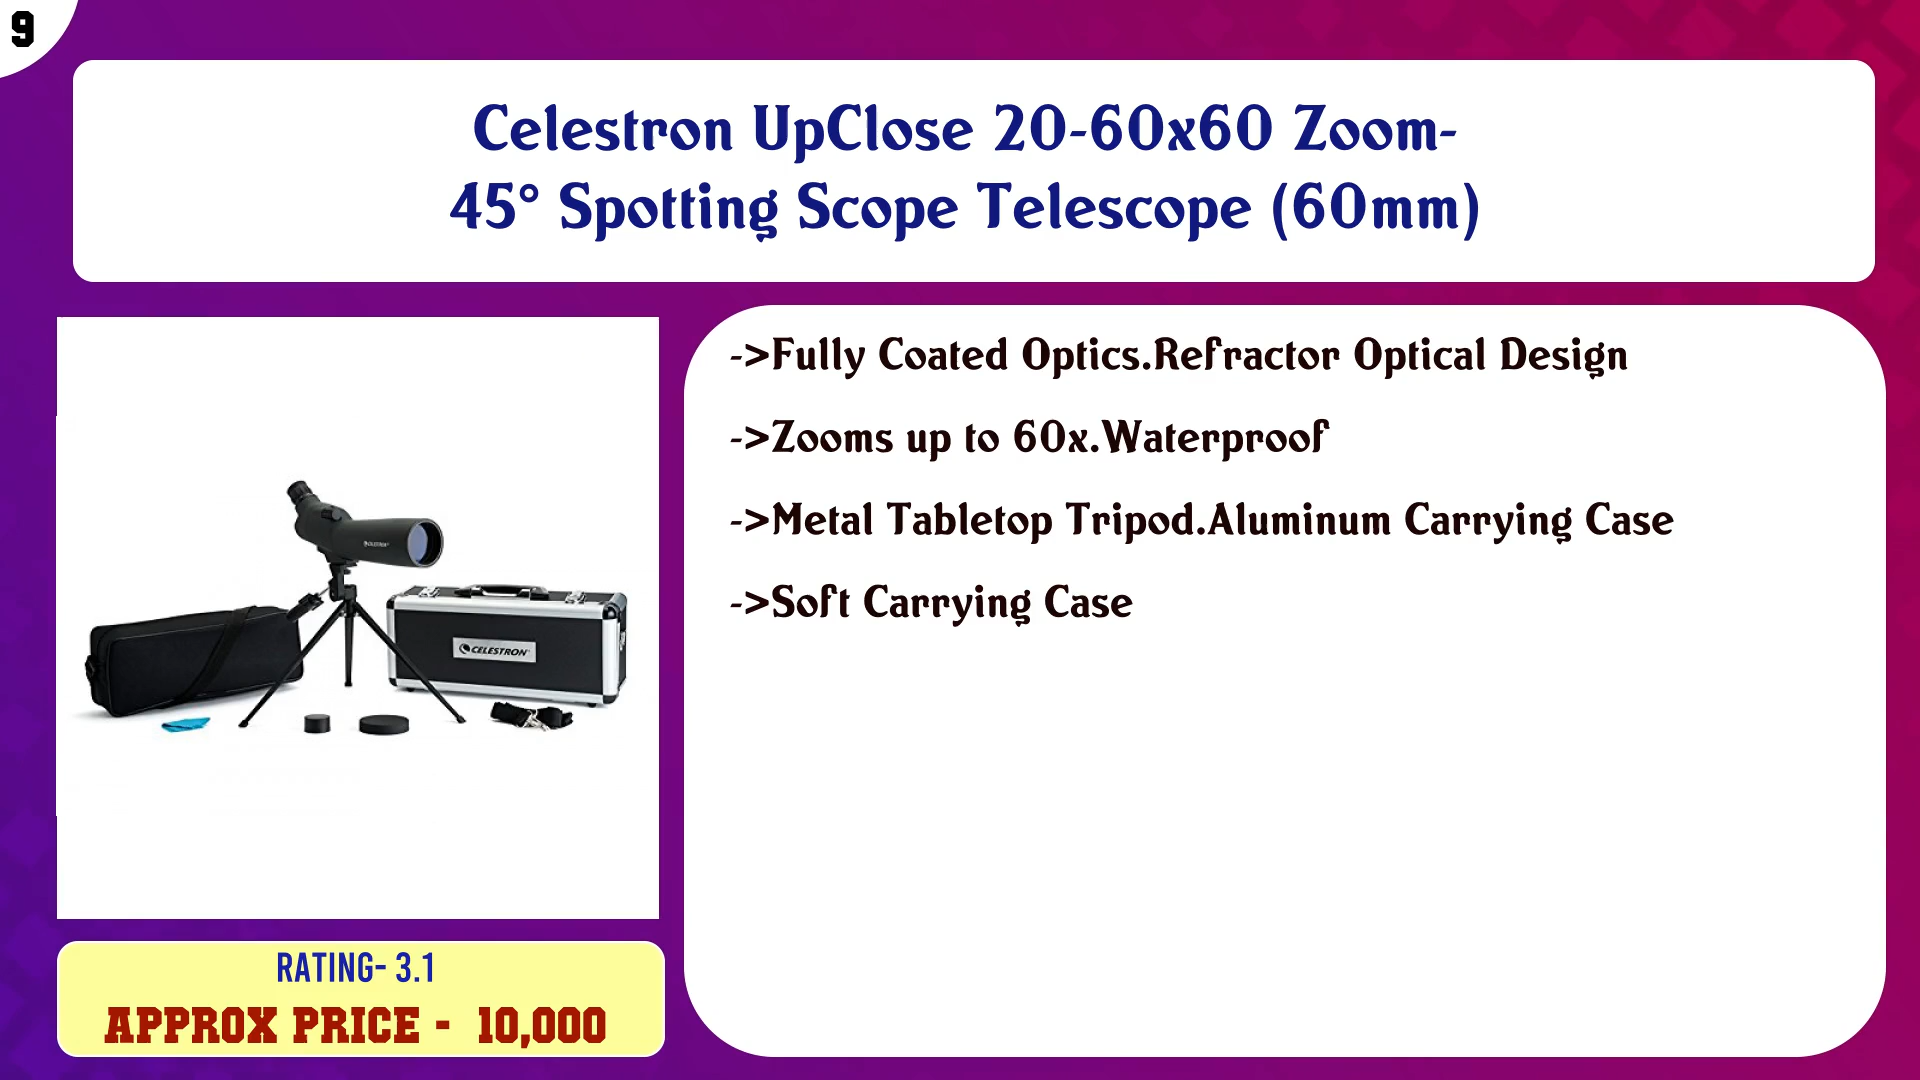 9
Celestron UpClose 20-60x60 Zoom-
45° Spotting Scope Telescope (60mm)
->Fully Coated Optics.Refractor Optical Design
->Zooms up to 60x.Waterproof
->Metal Tabletop Tripod.Aluminum Carrying Case
->Soft Carrying Case
CELESTRON
CELESTRON
RATING- 3.1
APPROX PRICE - 10,000